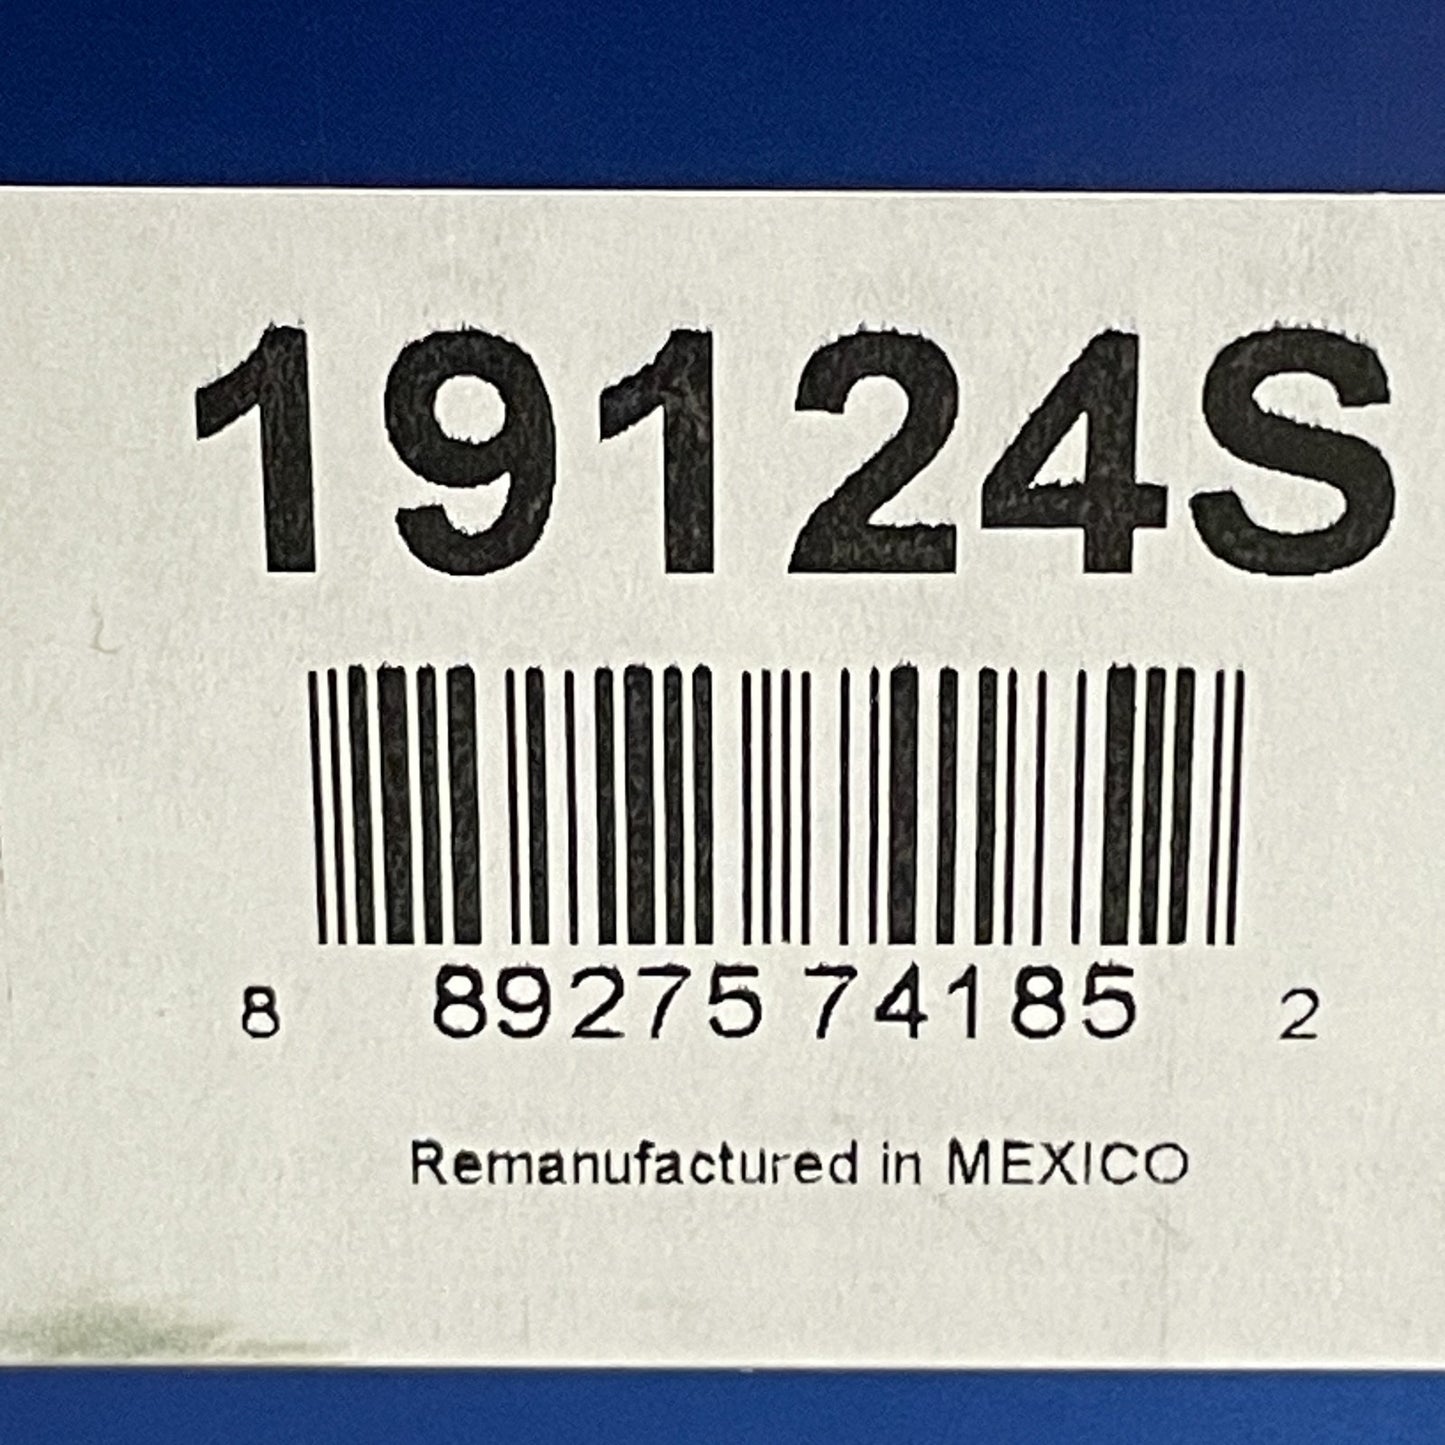 19124S
8 89275 74185 2
Remanufactured in MEXICO